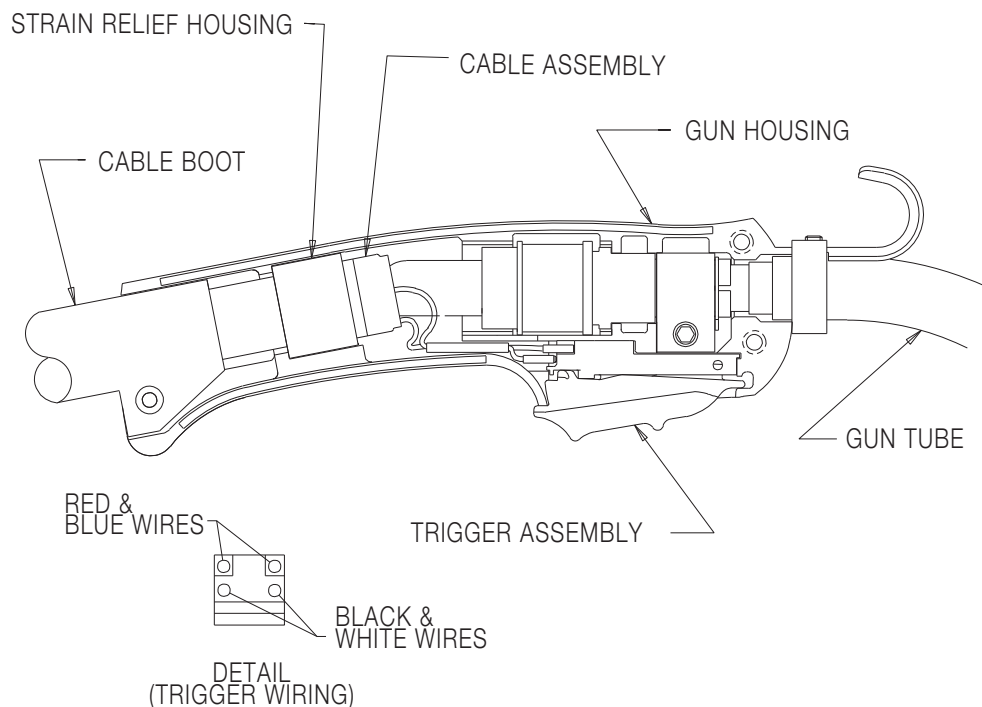 STRAIN RELIEF HOUSING
CABLE ASSEMBLY
GUN HOUSING
CABLE BOOT
GUN TUBE
TRIGGER ASSEMBLY
RED &
BLUE WIRES
BLACK &
WHITE WIRES
DETAIL
(TRIGGER WIRING)